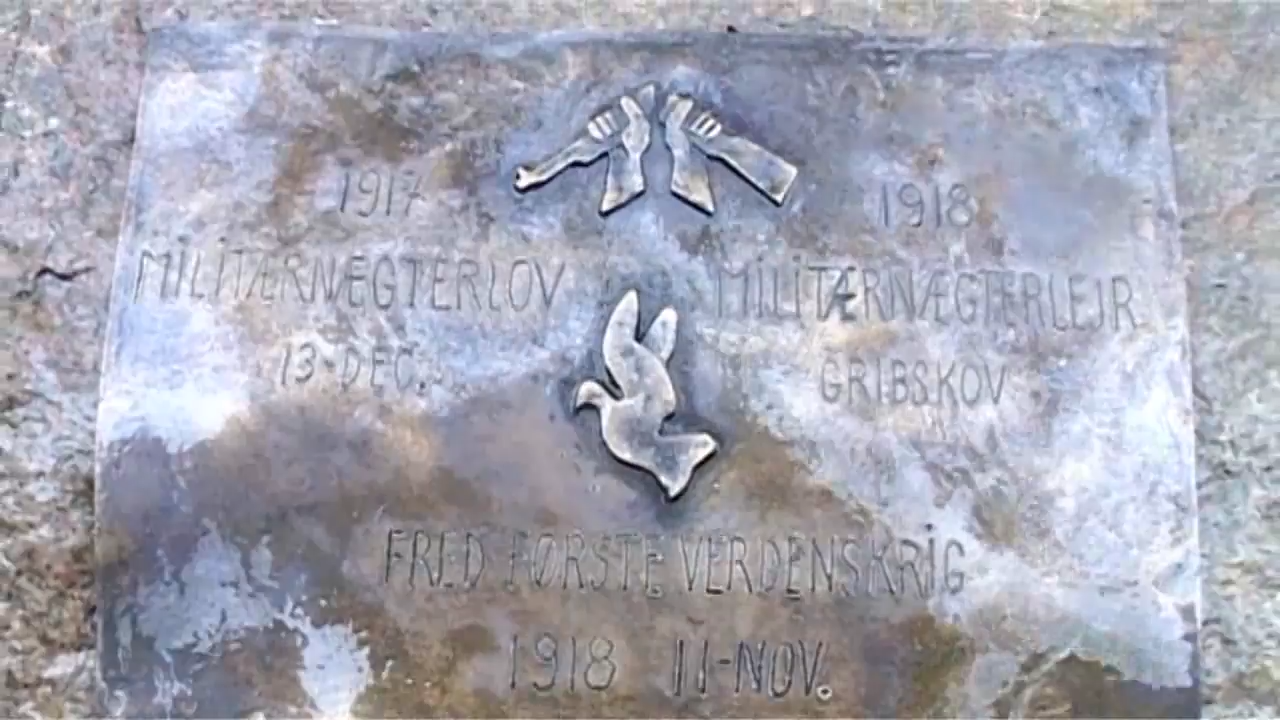 1917
MILITÆRNÆGTERLOV
13-DEC.
1918
MILITÆRNÆGTERLEJR
GRIBSKOV
FRED FØRSTE VERDENSKRIG
1918 11-NOV.